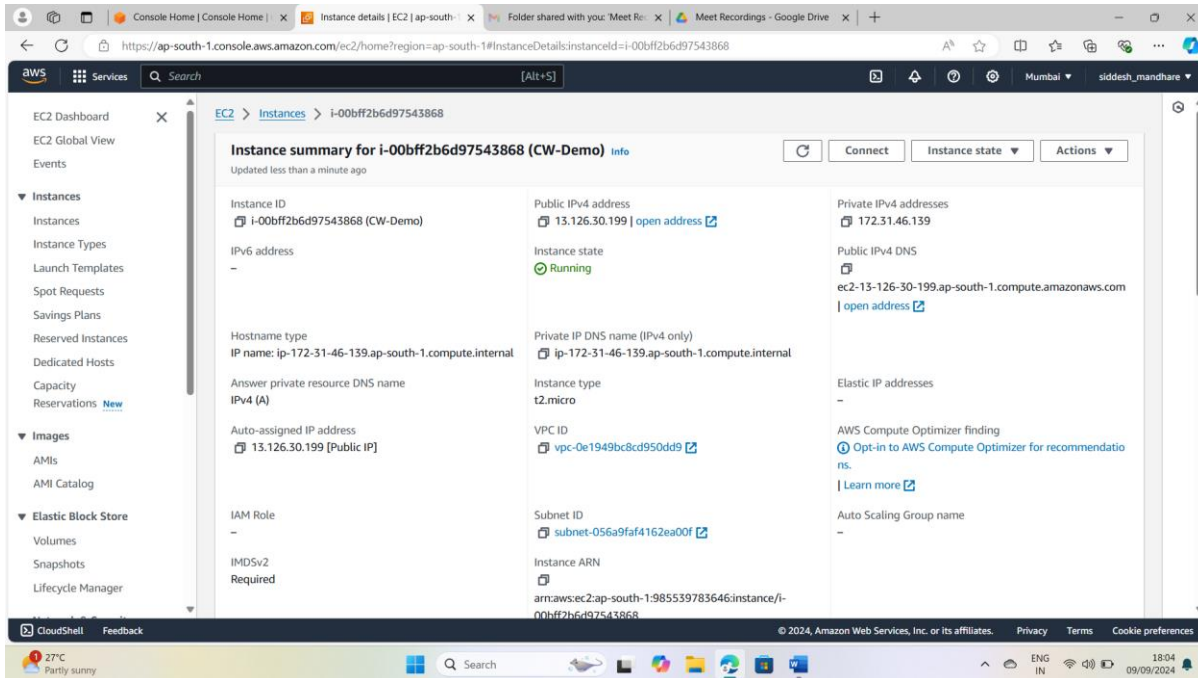 Console Home | Console Home |
Instance details | EC2 | ap-south-
Folder shared with you: 'Meet Rec
Meet Recordings - Google Drive
https://ap-south-1.console.aws.amazon.com/ec2/home?region=ap-south-1#InstanceDetails:instanceId=i-00bff2b6d97543868
aws
Services
Search
[Alt+S]
Mumbai ▼
siddesh_mandhare ▼
EC2 Dashboard
EC2 Global View
Events
▼ Instances
Instances
Instance Types
Launch Templates
Spot Requests
Savings Plans
Reserved Instances
Dedicated Hosts
Capacity
Reservations New
▼ Images
AMIs
AMI Catalog
▼ Elastic Block Store
Volumes
Snapshots
Lifecycle Manager
EC2 > Instances > i-00bff2b6d97543868
Instance summary for i-00bff2b6d97543868 (CW-Demo) Info
Updated less than a minute ago
Connect
Instance state ▼
Actions ▼
Instance ID
i-00bff2b6d97543868 (CW-Demo)
Public IPv4 address
13.126.30.199 | open address
Private IPv4 addresses
172.31.46.139
IPv6 address
–
Instance state
Running
Public IPv4 DNS
ec2-13-126-30-199.ap-south-1.compute.amazonaws.com
| open address
Hostname type
IP name: ip-172-31-46-139.ap-south-1.compute.internal
Private IP DNS name (IPv4 only)
ip-172-31-46-139.ap-south-1.compute.internal
Answer private resource DNS name
IPv4 (A)
Instance type
t2.micro
Elastic IP addresses
–
Auto-assigned IP address
13.126.30.199 [Public IP]
VPC ID
vpc-0e1949bc8cd950dd9
AWS Compute Optimizer finding
Opt-in to AWS Compute Optimizer for recommendatio
ns.
| Learn more
IAM Role
–
Subnet ID
subnet-056a9faf4162ea00f
Auto Scaling Group name
–
IMDSv2
Required
Instance ARN
arn:aws:ec2:ap-south-1:985539783646:instance/i-
00bff2b6d97543868
CloudShell
Feedback
© 2024, Amazon Web Services, Inc. or its affiliates.
Privacy
Terms
Cookie preferences
1
27°C
Partly sunny
Search
ENG
IN
18:04
09/09/2024